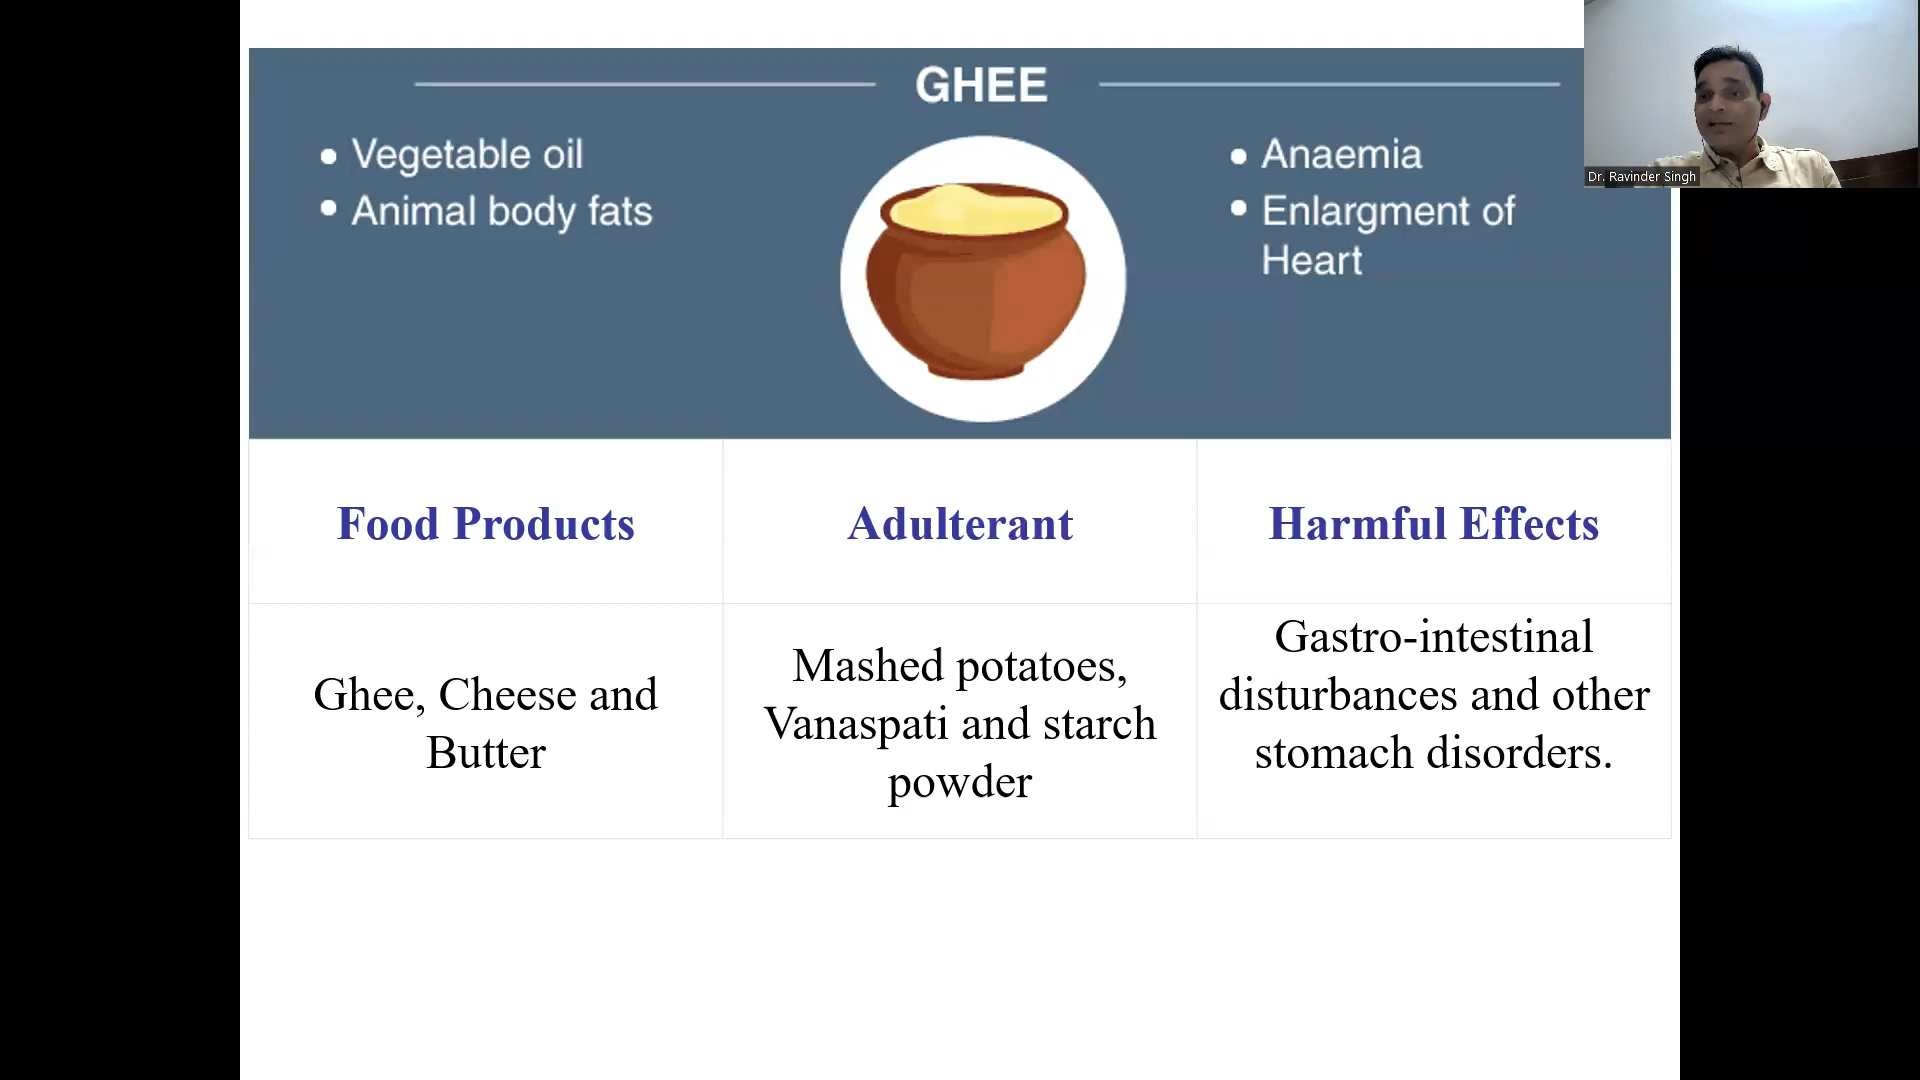 GHEE
• Vegetable oil
• Animal body fats
• Anaemia
• Enlargment of
Heart
Dr. Ravinder Singh
Food Products
Adulterant
Harmful Effects
Ghee, Cheese and
Butter
Mashed potatoes,
Vanaspati and starch
powder
Gastro-intestinal
disturbances and other
stomach disorders.